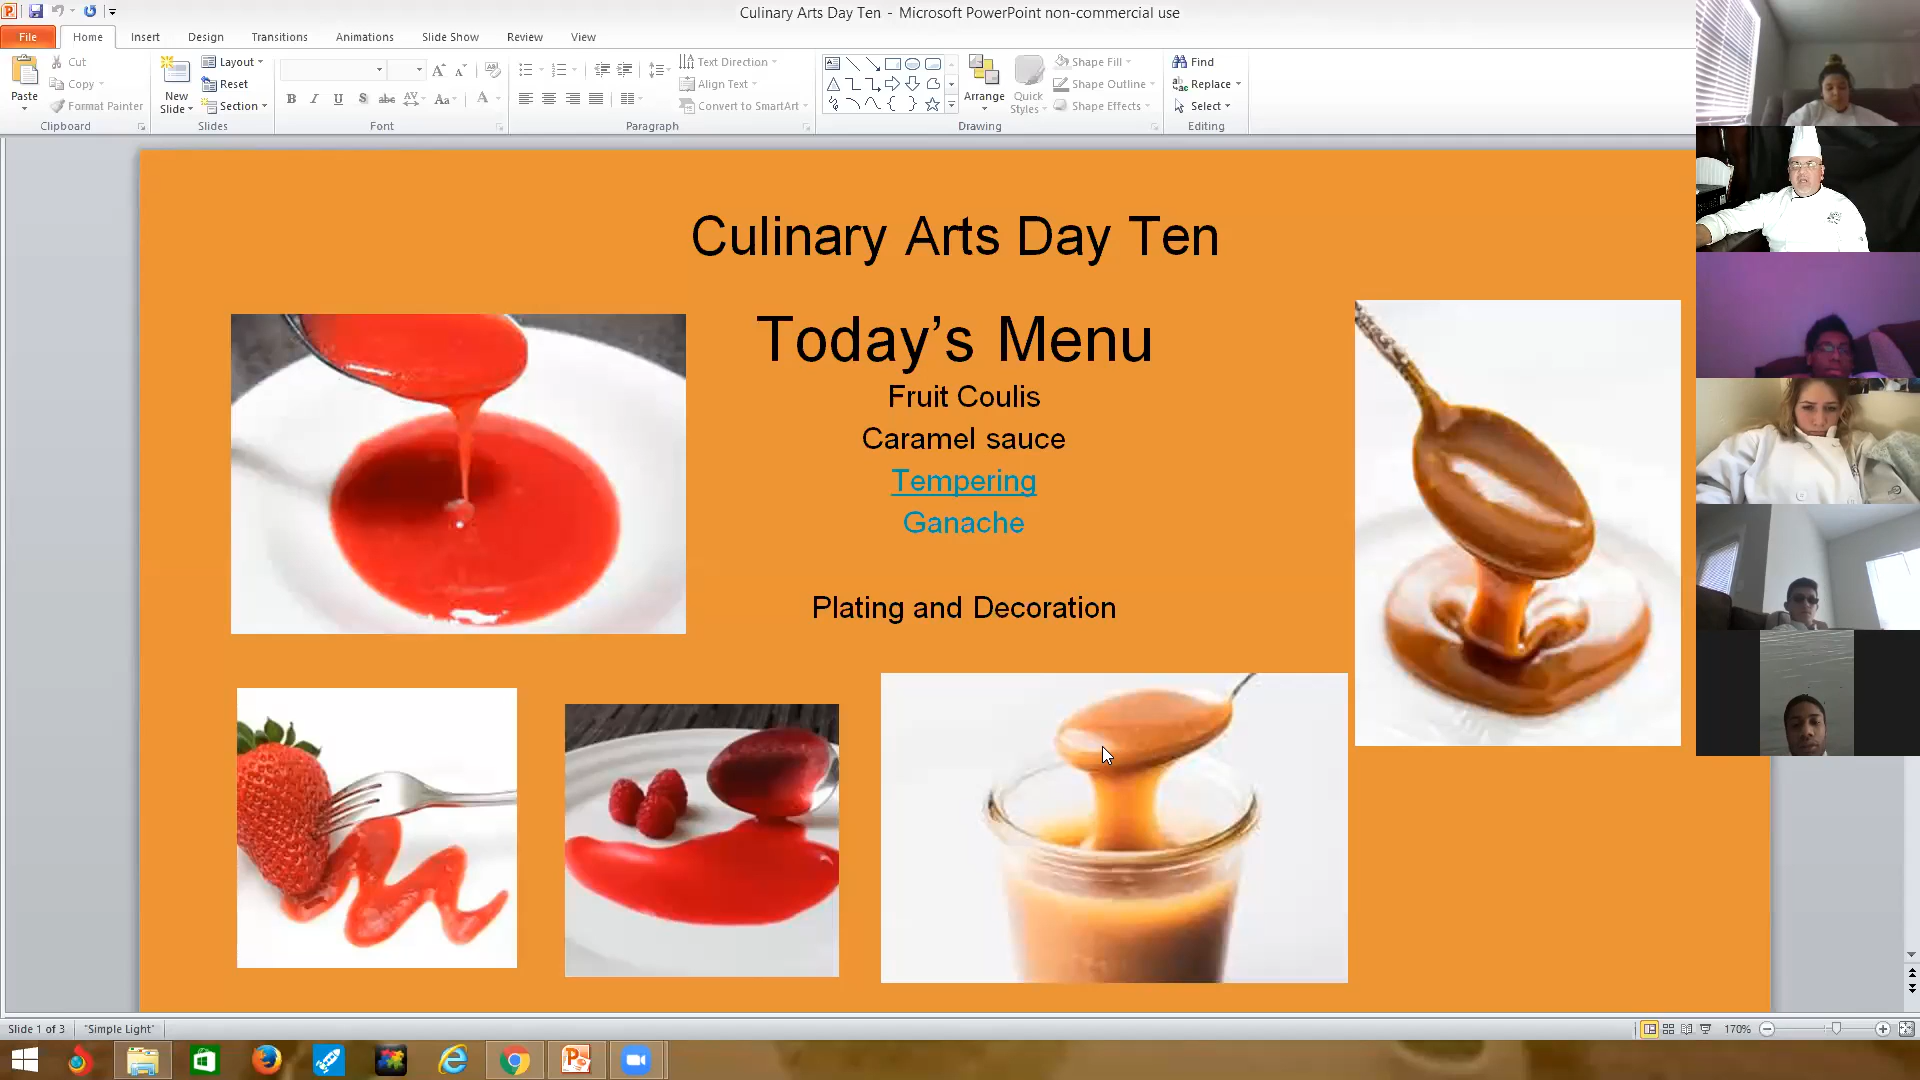 Culinary Arts Day Ten - Microsoft PowerPoint non-commercial use
File Home Insert Design Transitions Animations Slide Show Review View
Paste
Cut
Copy
Format Painter
Clipboard
New Slide
Layout
Reset
Section
Slides
Font
Text Direction
Align Text
Convert to SmartArt
Paragraph
Arrange
Quick Styles
Shape Fill
Shape Outline
Shape Effects
Drawing
Find
Replace
Select
Editing
Culinary Arts Day Ten
Today’s Menu
Fruit Coulis
Caramel sauce
Tempering
Ganache
Plating and Decoration
Slide 1 of 3 "Simple Light" 170%